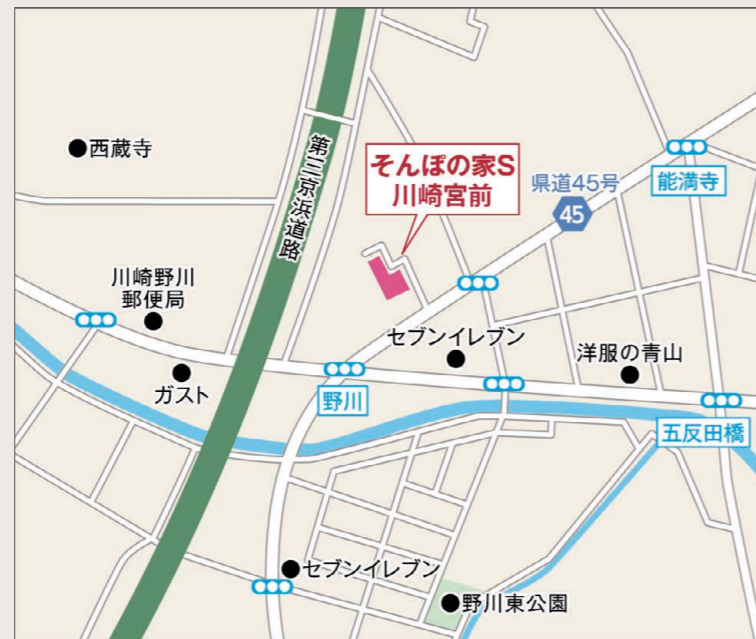 西蔵寺
第三京浜道路
そんぽの家S
川崎宮前
県道45号
45
能満寺
川崎野川
郵便局
ガスト
野川
セブンイレブン
洋服の青山
五反田橋
セブンイレブン
野川東公園